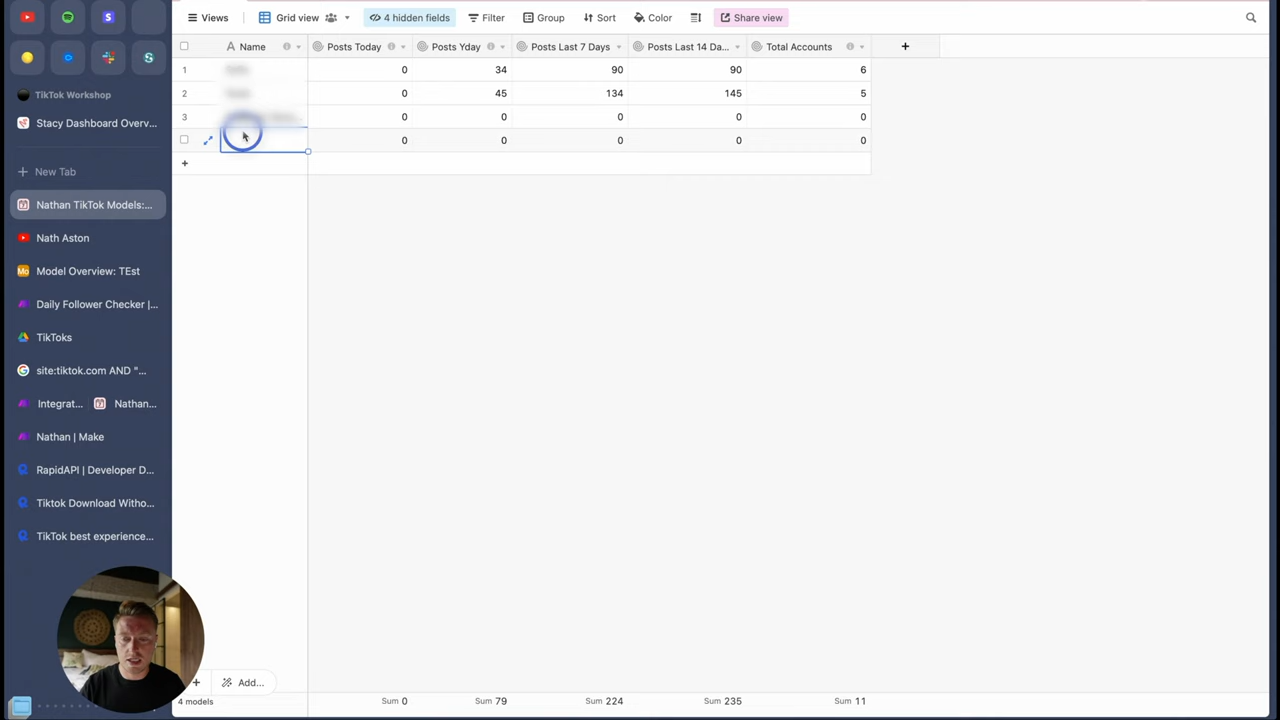 Views
Grid view
4 hidden fields
Filter
Group
Sort
Color
Share view
TikTok Workshop
Stacy Dashboard Overv...
New Tab
Nathan TikTok Models:...
Nath Aston
Model Overview: TEst
Daily Follower Checker |...
TikToks
site:tiktok.com AND "...
Integrat...
Nathan...
Nathan | Make
RapidAPI | Developer D...
Tiktok Download Witho...
TikTok best experience...
Name Posts Today Posts Yday Posts Last 7 Days Posts Last 14 Da... Total Accounts
1 0 34 90 90 6
2 0 45 134 145 5
3 0 0 0 0 0
0 0 0 0 0
Add...
4 models Sum 0 Sum 79 Sum 224 Sum 235 Sum 11